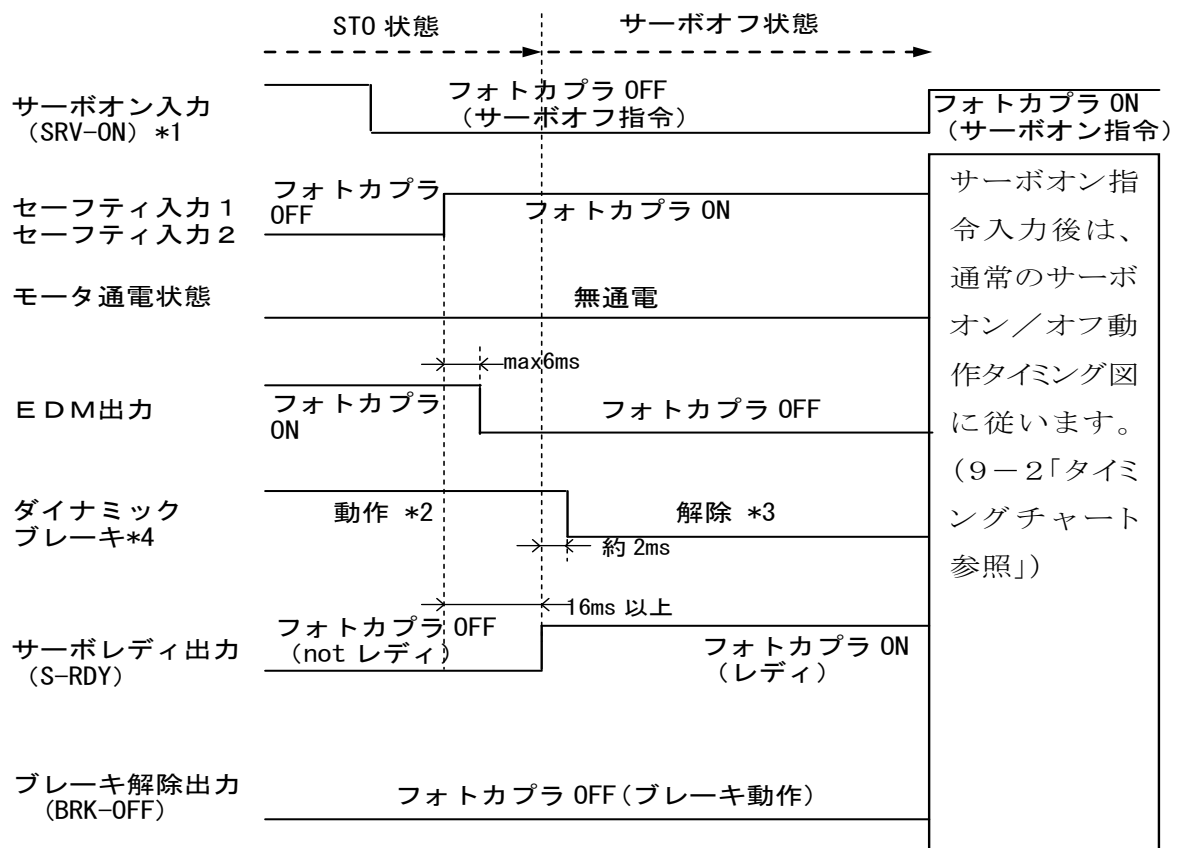 STO 状態
サーボオフ状態
サーボオン入力
(SRV-ON) *1
フォトカプラ OFF
(サーボオフ指令)
フォトカプラ ON
(サーボオン指令)
セーフティ入力1
セーフティ入力2
フォトカプラ
OFF
フォトカプラ ON
モータ通電状態
無通電
max6ms
EDM出力
フォトカプラ
ON
フォトカプラ OFF
ダイナミック
ブレーキ*4
動作 *2
解除 *3
約 2ms
16ms 以上
サーボレディ出力
(S-RDY)
フォトカプラ OFF
(not レディ)
フォトカプラ ON
(レディ)
ブレーキ解除出力
(BRK-OFF)
フォトカプラ OFF(ブレーキ動作)
サーボオン指
令入力後は、
通常のサーボ
オン/オフ動
作タイミング図
に従います。
(9-2「タイミ
ングチャート
参照」)